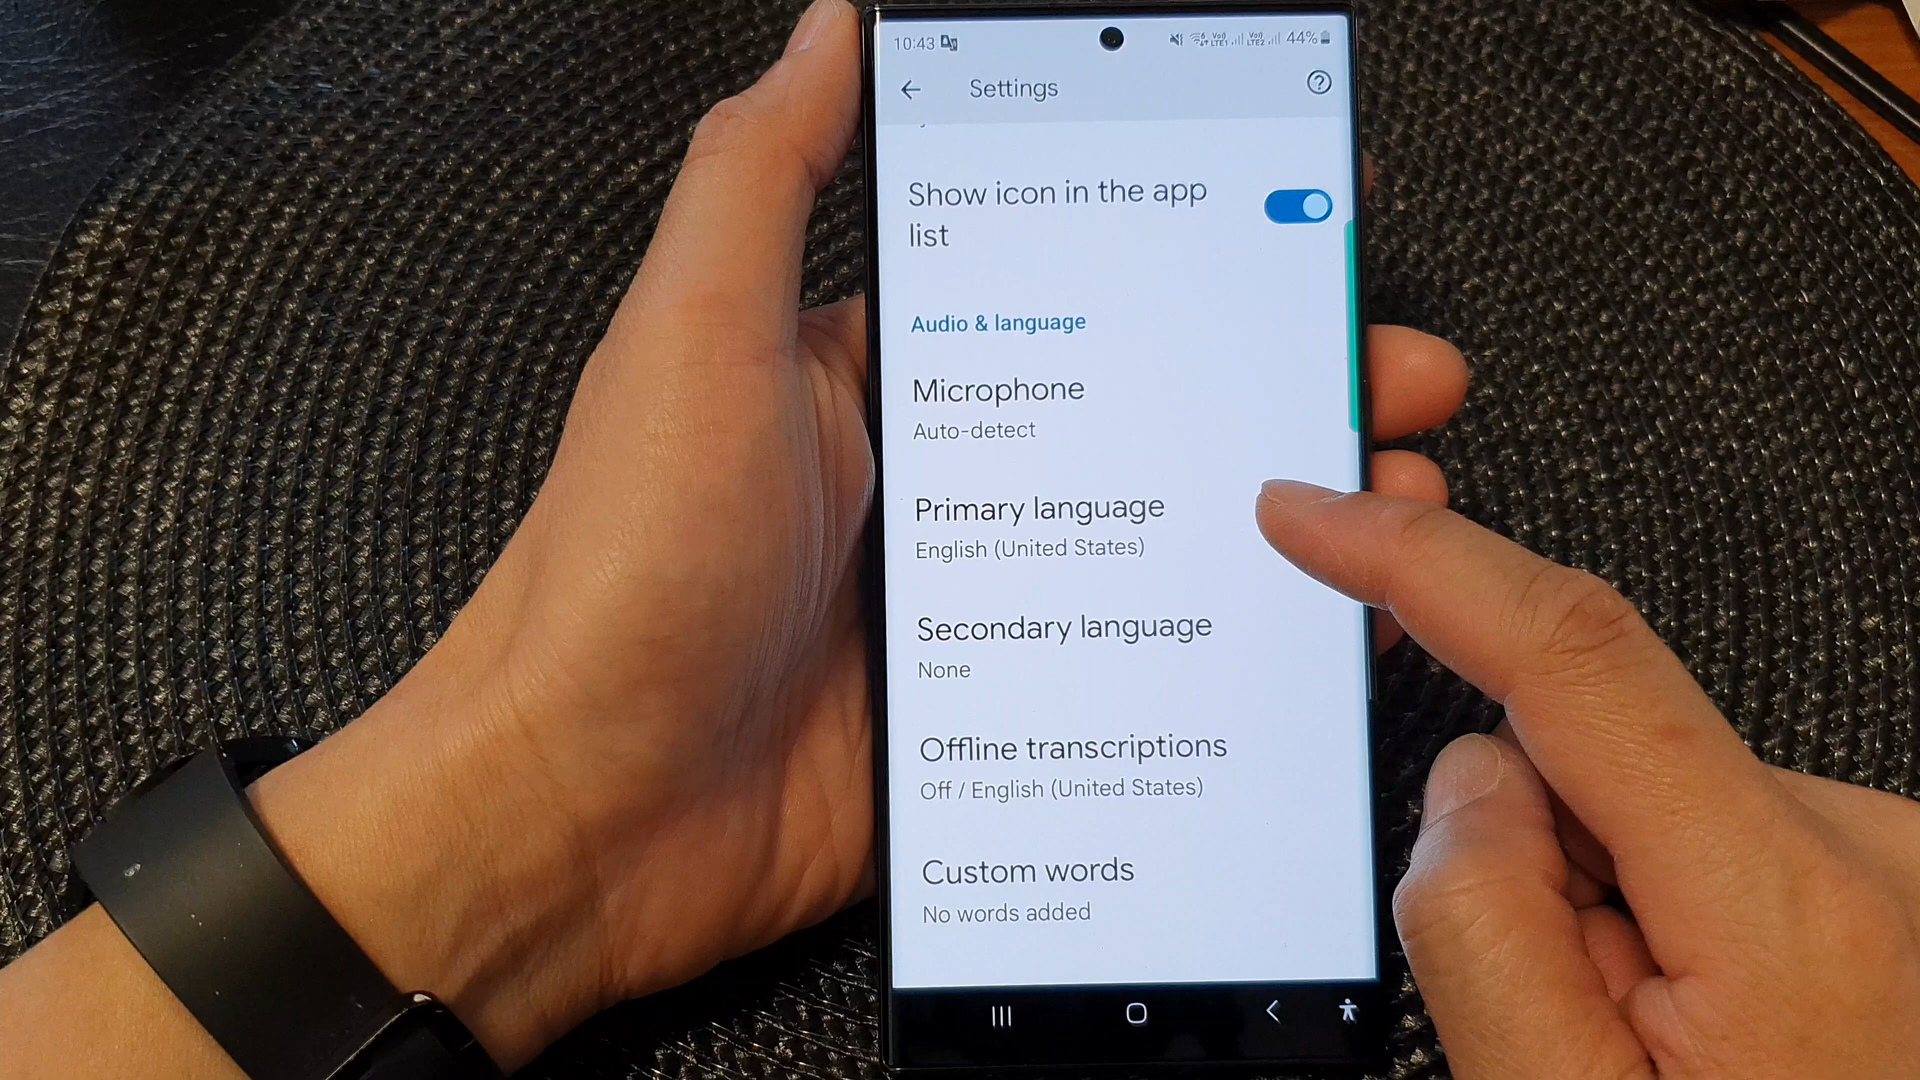 10:43
44%
Settings
Show icon in the app
list
Audio & language
Microphone
Auto-detect
Primary language
English (United States)
Secondary language
None
Offline transcriptions
Off / English (United States)
Custom words
No words added